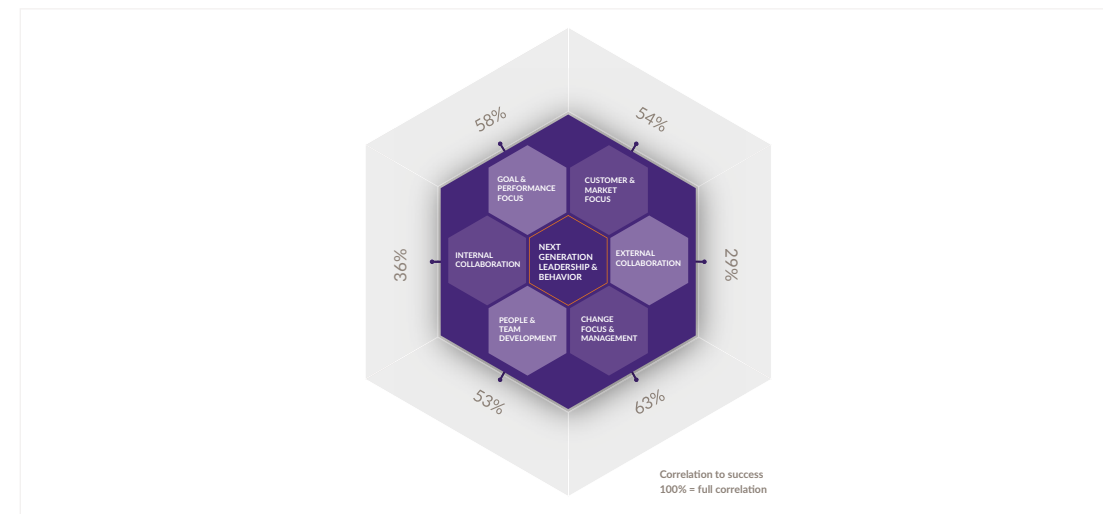 58%
54%
GOAL &
PERFORMANCE
FOCUS
CUSTOMER &
MARKET
FOCUS
36%
INTERNAL
COLLABORATION
NEXT
GENERATION
LEADERSHIP &
BEHAVIOR
EXTERNAL
COLLABORATION
29%
PEOPLE &
TEAM
DEVELOPMENT
CHANGE
FOCUS &
MANAGEMENT
53%
63%
Correlation to success
100% = full correlation